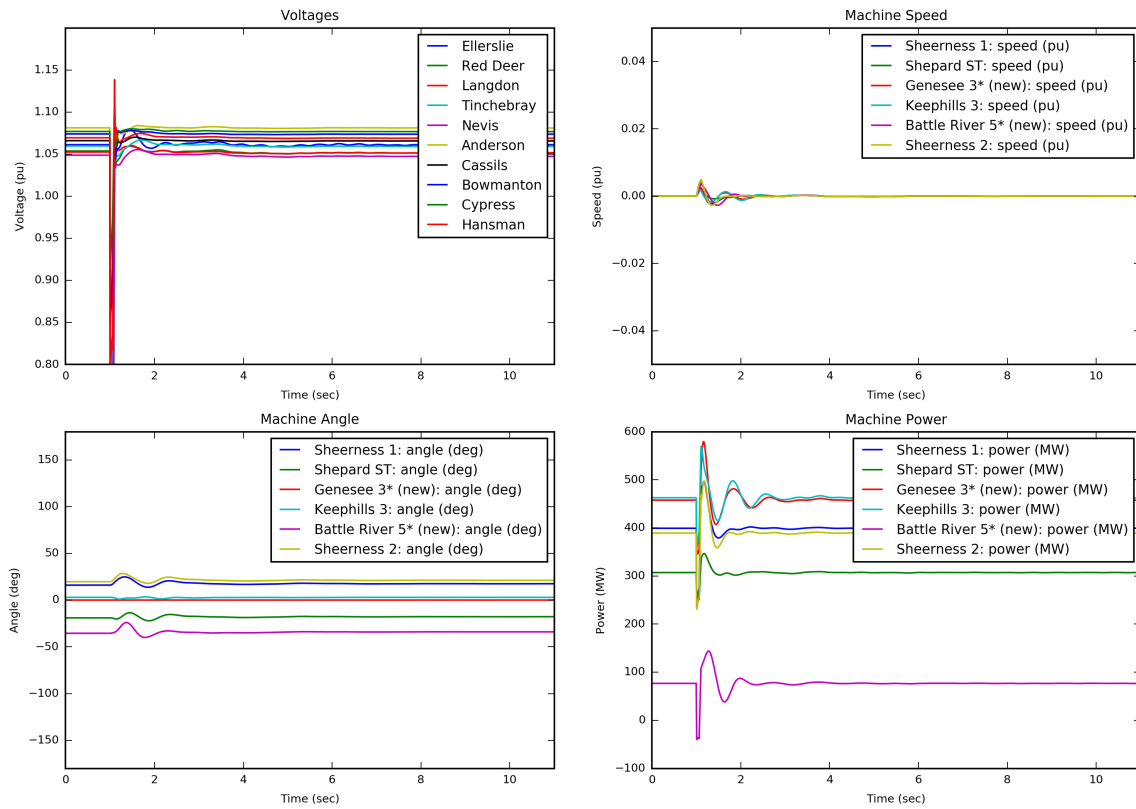 Voltages
1.15
1.10
1.05
1.00
0.95
0.90
0.85
0.80
Voltage (pu)
0 2 4 6 8 10
Time (sec)
Ellerslie
Red Deer
Langdon
Tinchebray
Nevis
Anderson
Cassils
Bowmanton
Cypress
Hansman
Machine Speed
0.04
0.02
0.00
−0.02
−0.04
Speed (pu)
0 2 4 6 8 10
Time (sec)
Sheerness 1: speed (pu)
Shepard ST: speed (pu)
Genesee 3* (new): speed (pu)
Keephills 3: speed (pu)
Battle River 5* (new): speed (pu)
Sheerness 2: speed (pu)
Machine Angle
150
100
50
0
−50
−100
−150
Angle (deg)
0 2 4 6 8 10
Time (sec)
Sheerness 1: angle (deg)
Shepard ST: angle (deg)
Genesee 3* (new): angle (deg)
Keephills 3: angle (deg)
Battle River 5* (new): angle (deg)
Sheerness 2: angle (deg)
Machine Power
600
500
400
300
200
100
0
−100
Power (MW)
0 2 4 6 8 10
Time (sec)
Sheerness 1: power (MW)
Shepard ST: power (MW)
Genesee 3* (new): power (MW)
Keephills 3: power (MW)
Battle River 5* (new): power (MW)
Sheerness 2: power (MW)